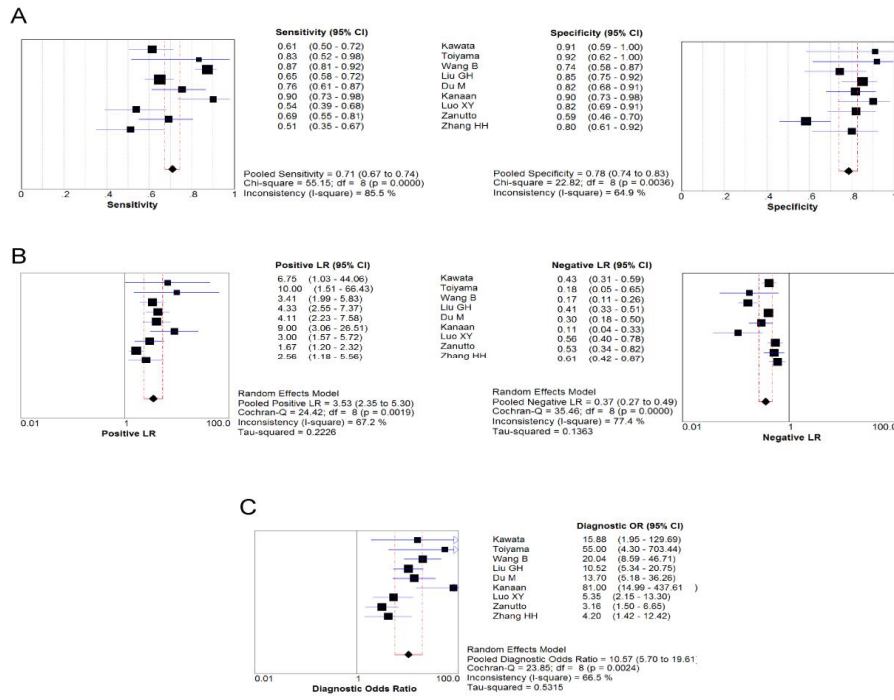 A
Sensitivity (95% CI)
0.61 (0.50 - 0.72)
0.83 (0.52 - 0.98)
0.87 (0.81 - 0.92)
0.65 (0.58 - 0.72)
0.76 (0.61 - 0.87)
0.90 (0.73 - 0.98)
0.54 (0.39 - 0.68)
0.69 (0.55 - 0.81)
0.51 (0.35 - 0.67)
Pooled Sensitivity = 0.71 (0.67 to 0.74)
Chi-square = 55.15; df = 8 (p = 0.0000)
Inconsistency (I-square) = 85.5 %
0 .2 .4 .6 .8 1
Sensitivity
Kawata
Toiyama
Wang B
Liu GH
Du M
Kanaan
Luo XY
Zanutto
Zhang HH
Specificity (95% CI)
0.91 (0.59 - 1.00)
0.92 (0.62 - 1.00)
0.74 (0.58 - 0.87)
0.85 (0.75 - 0.92)
0.82 (0.68 - 0.91)
0.90 (0.73 - 0.98)
0.82 (0.69 - 0.91)
0.59 (0.46 - 0.70)
0.80 (0.61 - 0.92)
Pooled Specificity = 0.78 (0.74 to 0.83)
Chi-square = 22.82; df = 8 (p = 0.0036)
Inconsistency (I-square) = 64.9 %
0 .2 .4 .6 .8 1
Specificity
B
Positive LR (95% CI)
6.75 (1.03 - 44.06)
10.00 (1.51 - 66.43)
3.41 (1.99 - 5.83)
4.33 (2.55 - 7.37)
4.11 (2.23 - 7.58)
9.00 (3.06 - 26.51)
3.00 (1.57 - 5.72)
1.67 (1.20 - 2.32)
2.56 (1.18 - 5.56)
Random Effects Model
Pooled Positive LR = 3.53 (2.35 to 5.30)
Cochran-Q = 24.42; df = 8 (p = 0.0019)
Inconsistency (I-square) = 67.2 %
Tau-squared = 0.2226
0.01 1 100.0
Positive LR
Kawata
Toiyama
Wang B
Liu GH
Du M
Kanaan
Luo XY
Zanutto
Zhang HH
Negative LR (95% CI)
0.43 (0.31 - 0.59)
0.18 (0.05 - 0.65)
0.17 (0.11 - 0.26)
0.41 (0.33 - 0.51)
0.30 (0.18 - 0.50)
0.11 (0.04 - 0.33)
0.56 (0.40 - 0.78)
0.53 (0.34 - 0.82)
0.61 (0.42 - 0.87)
Random Effects Model
Pooled Negative LR = 0.37 (0.27 to 0.49)
Cochran-Q = 35.46; df = 8 (p = 0.0000)
Inconsistency (I-square) = 77.4 %
Tau-squared = 0.1363
0.01 1 100.0
Negative LR
C
Diagnostic OR (95% CI)
Kawata 15.88 (1.95 - 129.69)
Toiyama 55.00 (4.30 - 703.44)
Wang B 20.04 (8.59 - 46.71)
Liu GH 10.52 (5.34 - 20.75)
Du M 13.70 (5.18 - 36.26)
Kanaan 81.00 (14.99 - 437.61 )
Luo XY 5.35 (2.15 - 13.30)
Zanutto 3.16 (1.50 - 6.65)
Zhang HH 4.20 (1.42 - 12.42)
Random Effects Model
Pooled Diagnostic Odds Ratio = 10.57 (5.70 to 19.61)
Cochran-Q = 23.85; df = 8 (p = 0.0024)
Inconsistency (I-square) = 66.5 %
Tau-squared = 0.5315
0.01 1 100.0
Diagnostic Odds Ratio